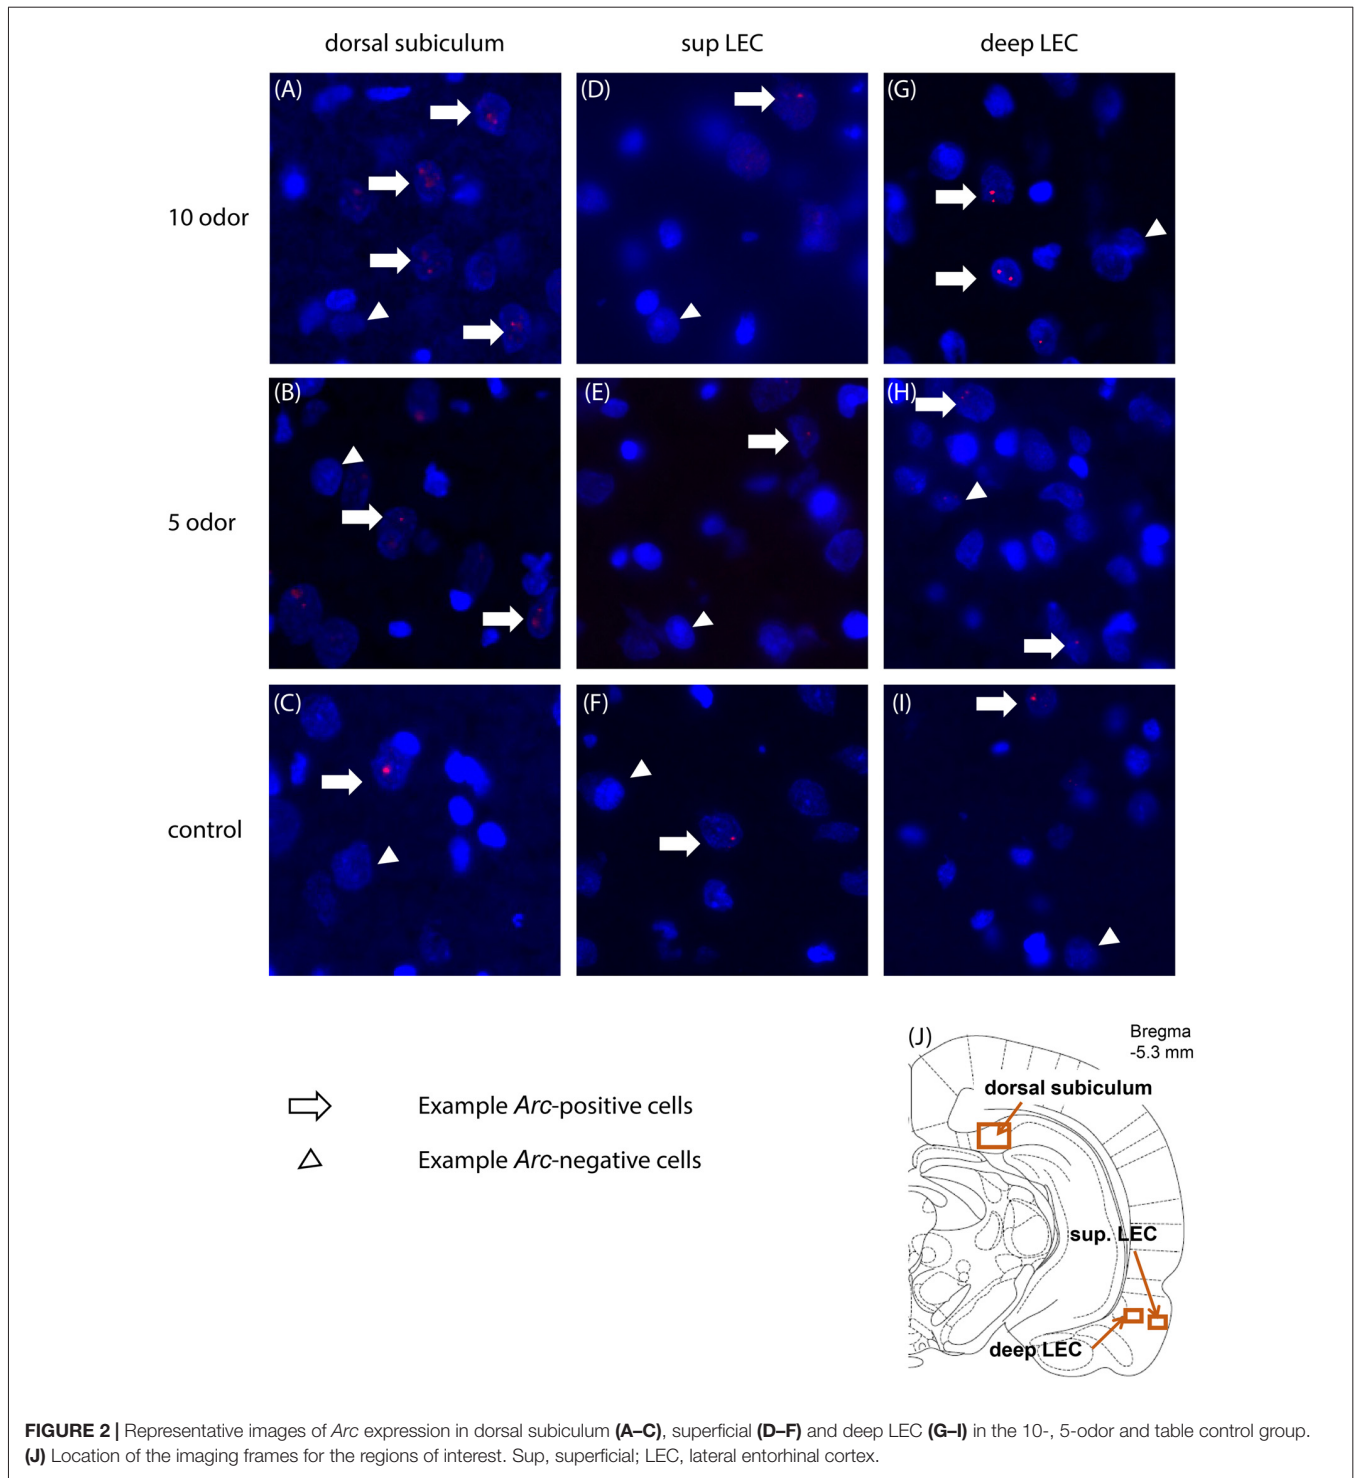 dorsal subiculum sup LEC deep LEC
(A) (D) (G)
10 odor
(B) (E) (H)
5 odor
(C) (F) (I)
control
(J) Bregma
-5.3 mm
dorsal subiculum
Example Arc-positive cells
Example Arc-negative cells
sup. LEC
deep LEC
FIGURE 2 | Representative images of Arc expression in dorsal subiculum (A–C), superficial (D–F) and deep LEC (G–I) in the 10-, 5-odor and table control group.
(J) Location of the imaging frames for the regions of interest. Sup, superficial; LEC, lateral entorhinal cortex.